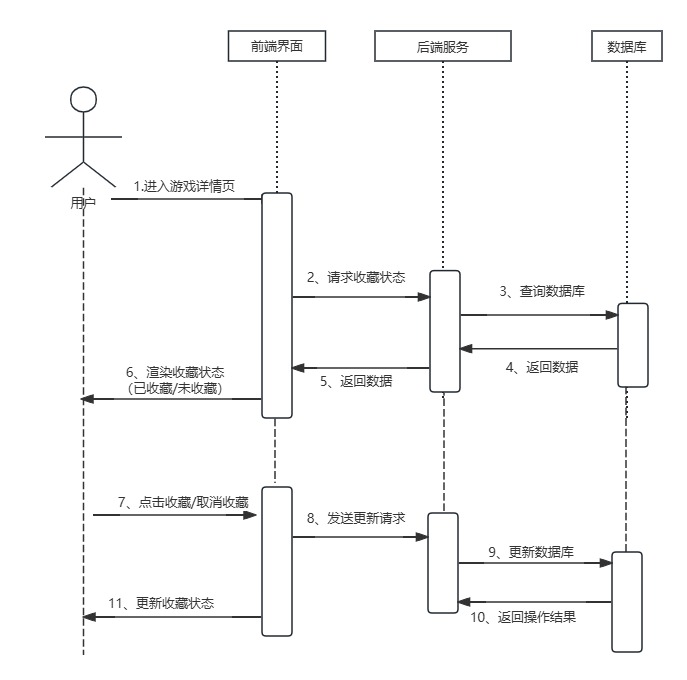 前端界面
后端服务
数据库
用户
1.进入游戏详情页
2、请求收藏状态
3、查询数据库
4、返回数据
5、返回数据
6、渲染收藏状态
（已收藏/未收藏）
7、点击收藏/取消收藏
8、发送更新请求
9、更新数据库
10、返回操作结果
11、更新收藏状态